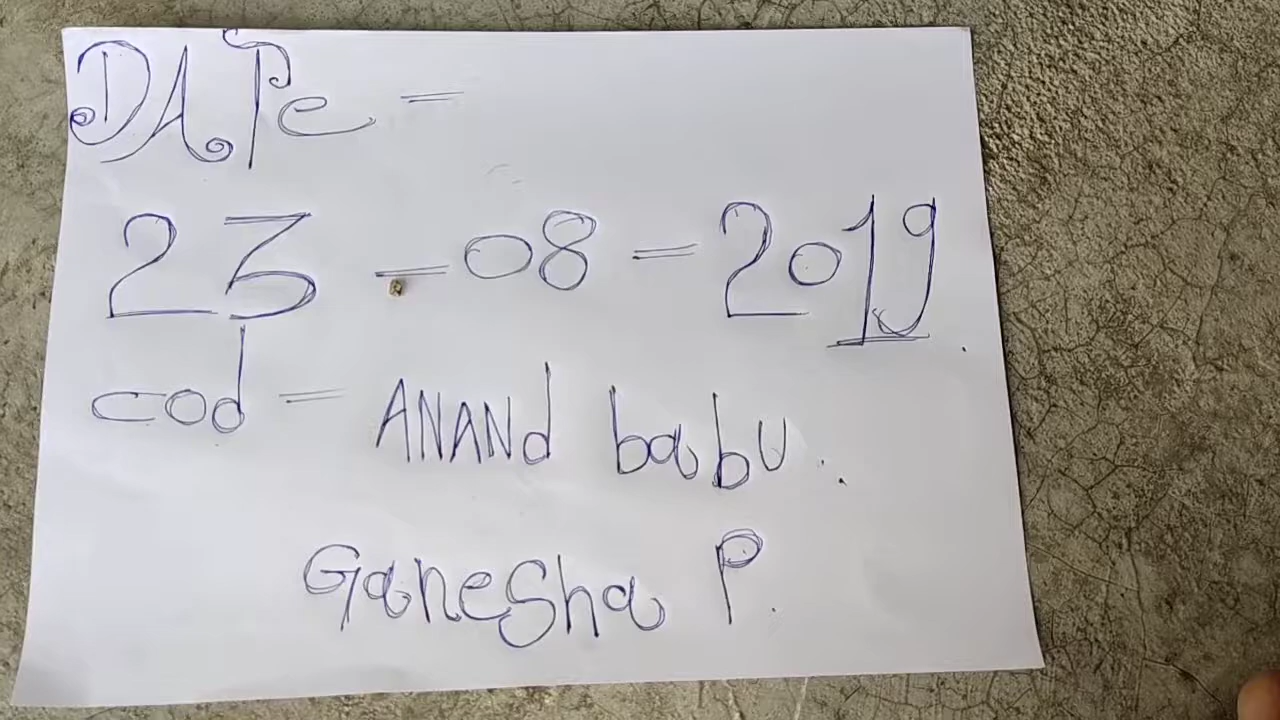 DATe =
23 - 08 = 2019
cod = ANANd babu.
GaneSha P.